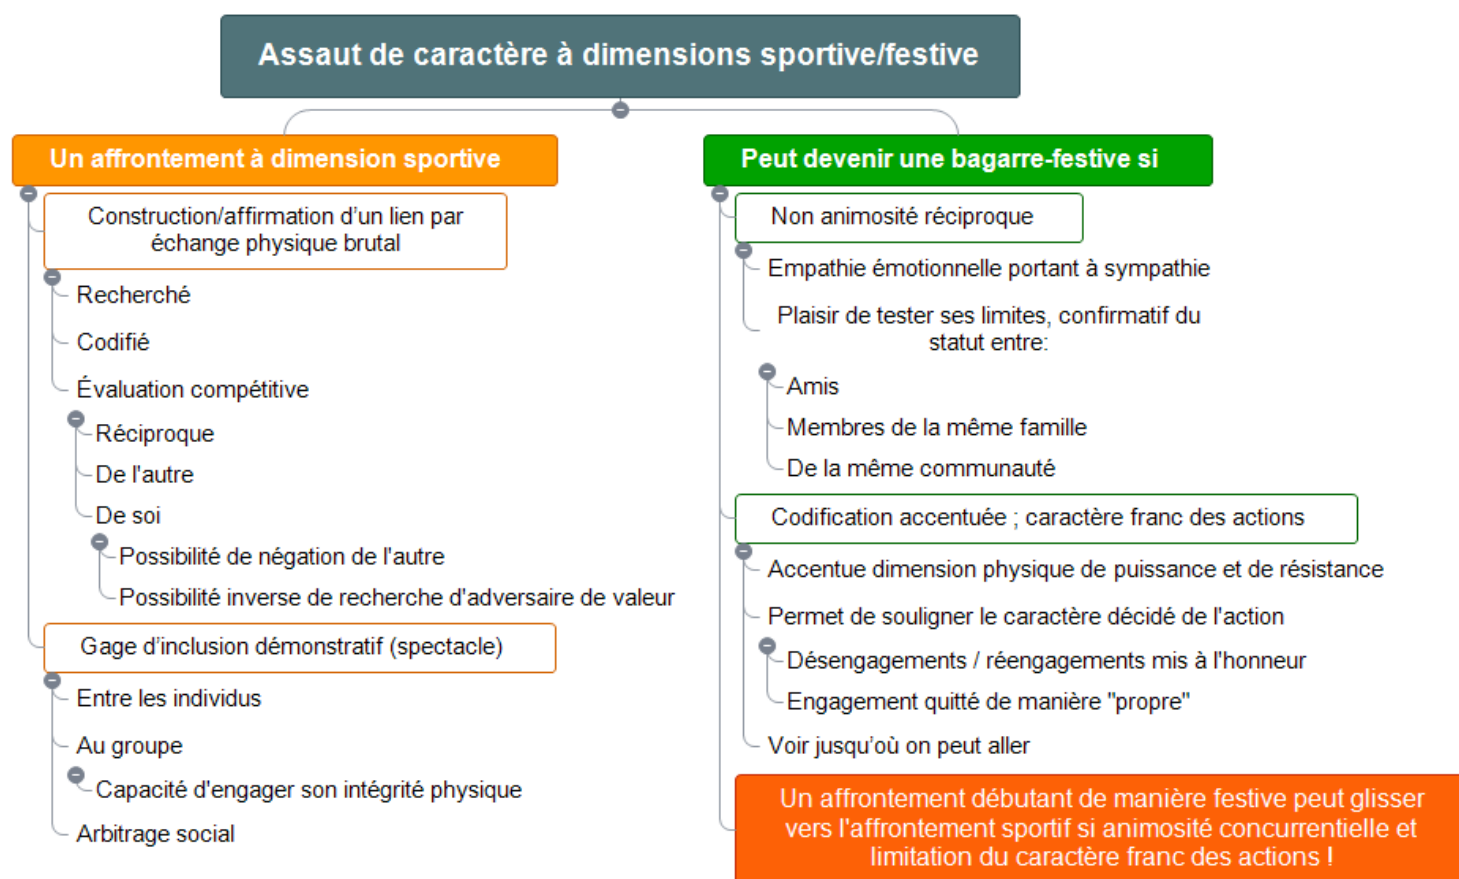 Assaut de caractère à dimensions sportive/festive
Un affrontement à dimension sportive
Construction/affirmation d’un lien par
échange physique brutal
Recherché
Codifié
Évaluation compétitive
Réciproque
De l'autre
De soi
Possibilité de négation de l'autre
Possibilité inverse de recherche d'adversaire de valeur
Gage d’inclusion démonstratif (spectacle)
Entre les individus
Au groupe
Capacité d'engager son intégrité physique
Arbitrage social
Peut devenir une bagarre-festive si
Non animosité réciproque
Empathie émotionnelle portant à sympathie
Plaisir de tester ses limites, confirmatif du
statut entre:
Amis
Membres de la même famille
De la même communauté
Codification accentuée ; caractère franc des actions
Accentue dimension physique de puissance et de résistance
Permet de souligner le caractère décidé de l'action
Désengagements / réengagements mis à l'honneur
Engagement quitté de manière "propre"
Voir jusqu’où on peut aller
Un affrontement débutant de manière festive peut glisser
vers l'affrontement sportif si animosité concurrentielle et
limitation du caractère franc des actions !